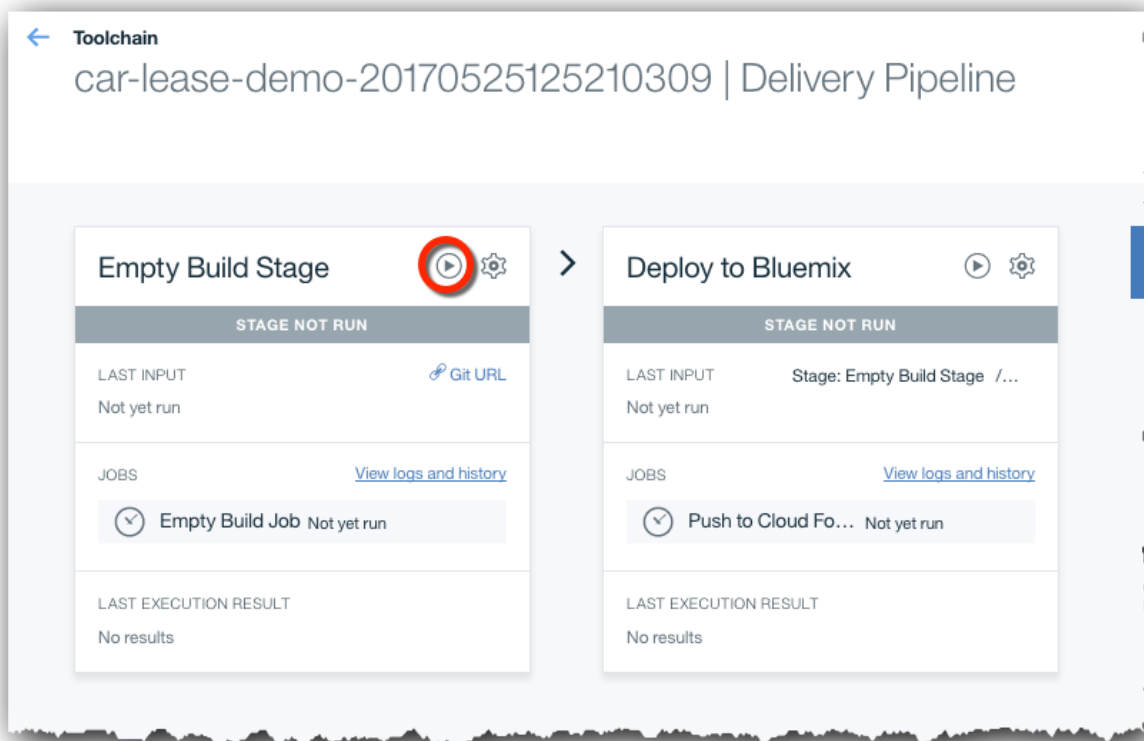 Toolchain
car-lease-demo-20170525125210309 | Delivery Pipeline
Empty Build Stage
STAGE NOT RUN
LAST INPUT Git URL
Not yet run
JOBS View logs and history
Empty Build Job Not yet run
LAST EXECUTION RESULT
No results
Deploy to Bluemix
STAGE NOT RUN
LAST INPUT Stage: Empty Build Stage /...
Not yet run
JOBS View logs and history
Push to Cloud Fo... Not yet run
LAST EXECUTION RESULT
No results